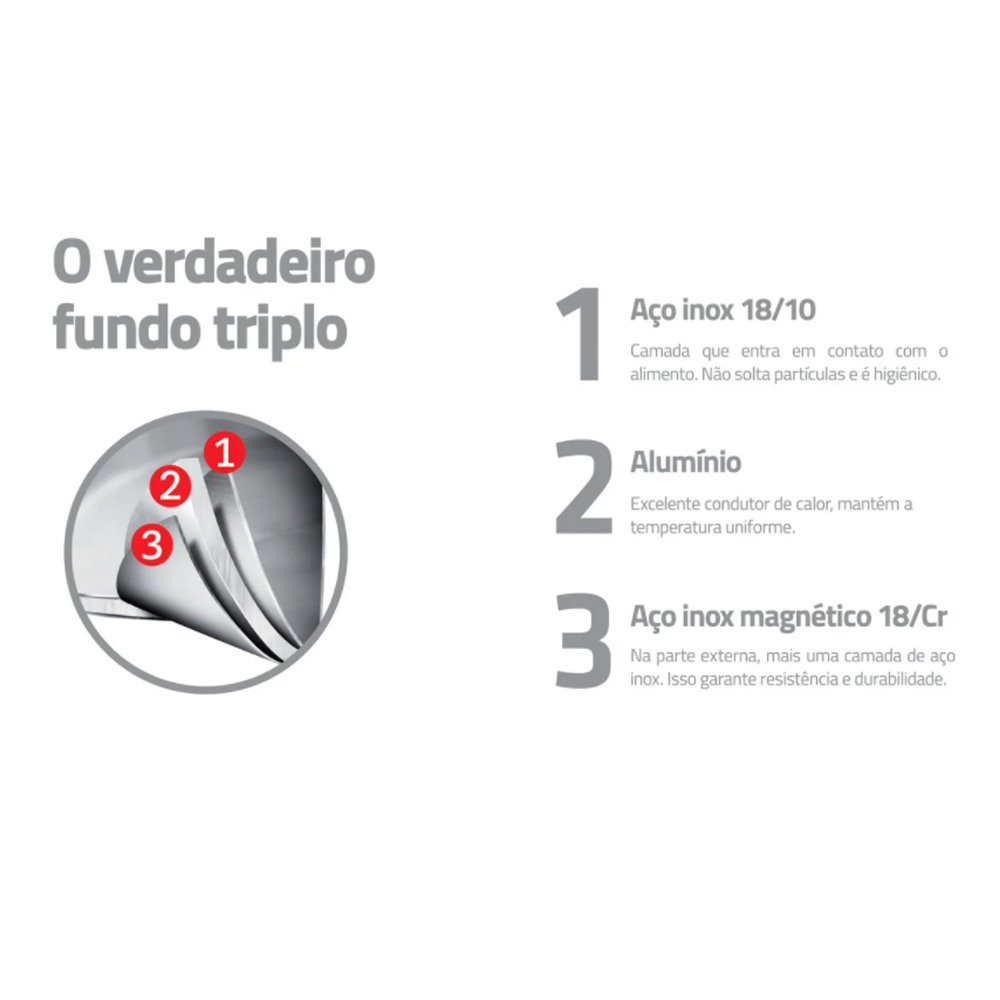 O verdadeiro
fundo triplo
1
2
3
1
Aço inox 18/10
Camada que entra em contato com o
alimento. Não solta partículas e é higiênico.
2
Alumínio
Excelente condutor de calor, mantém a
temperatura uniforme.
3
Aço inox magnético 18/Cr
Na parte externa, mais uma camada de aço
inox. Isso garante resistência e durabilidade.